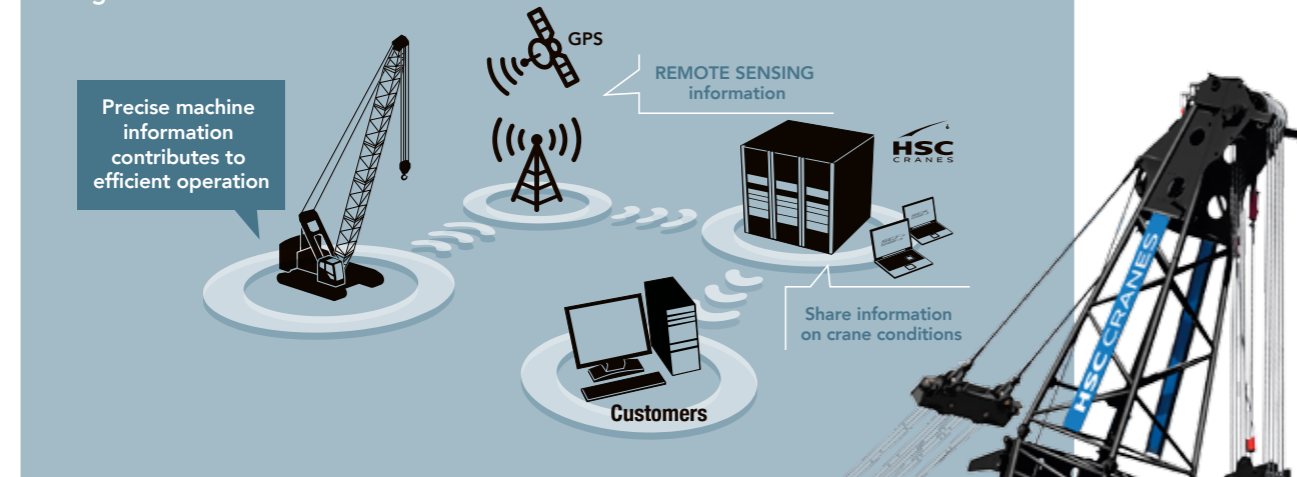 GPS
REMOTE SENSING
information
Precise machine
information
contributes to
efficient operation
HSC
CRANES
Share information
on crane conditions
Customers
HSC CRANES